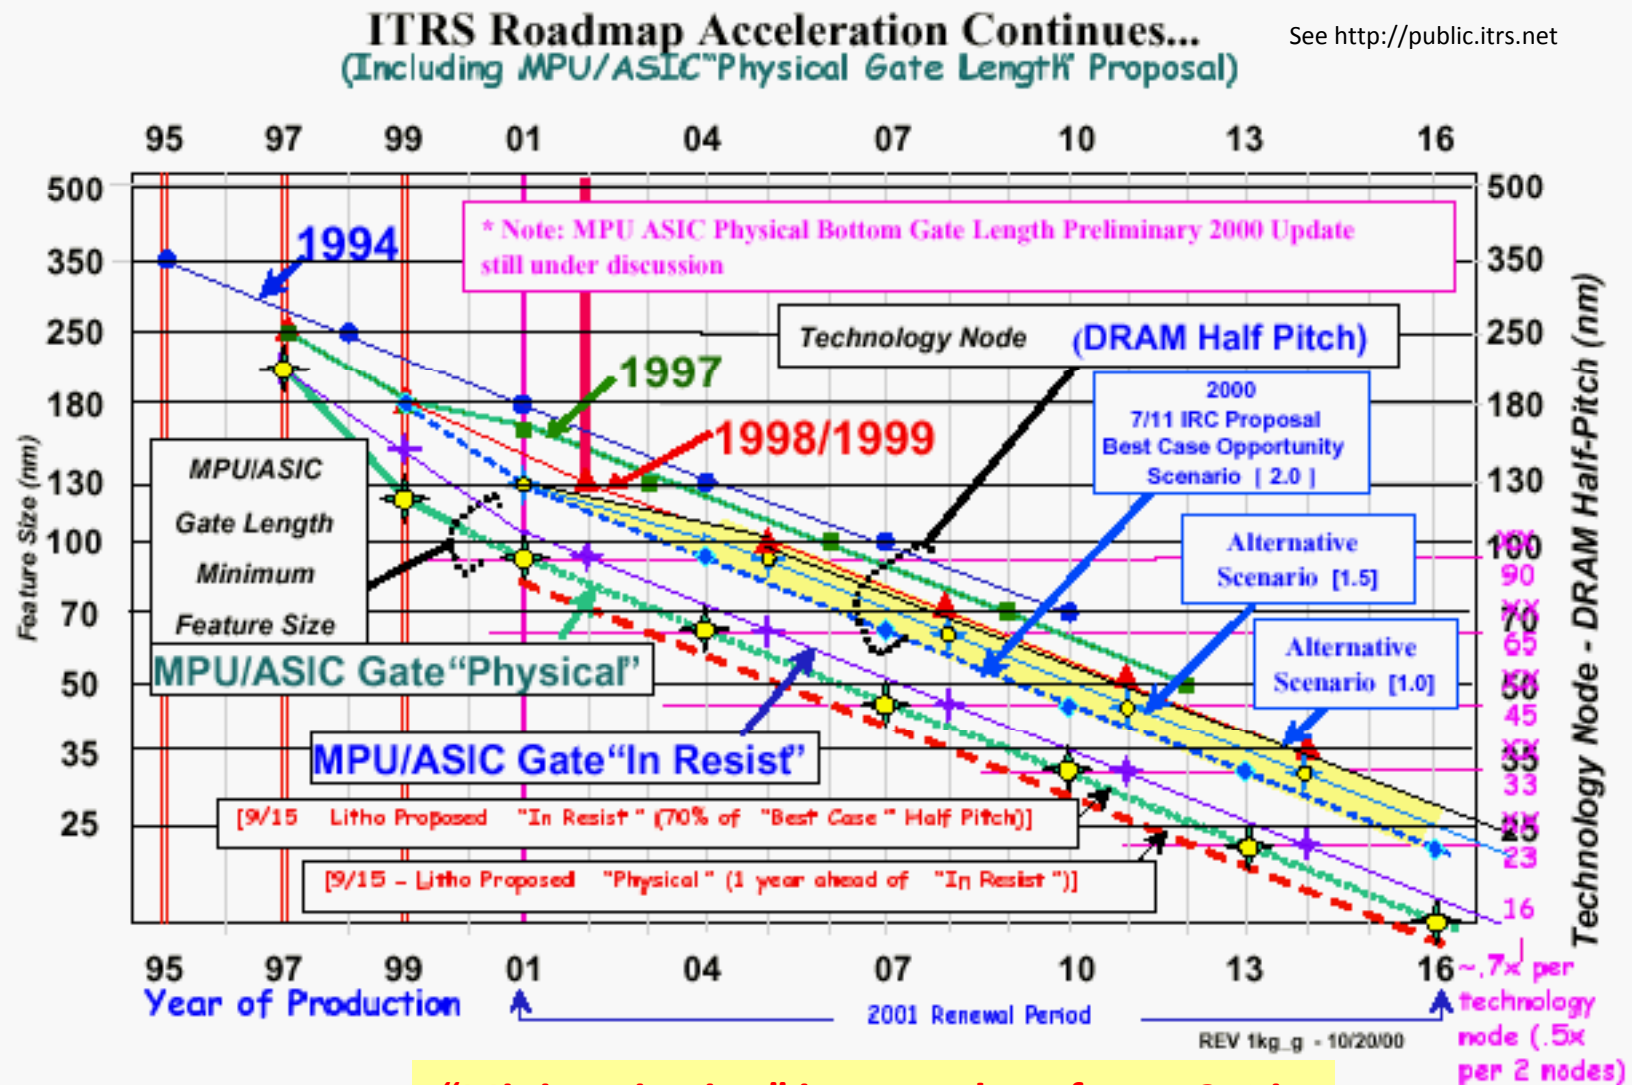 ITRS Roadmap Acceleration Continues...
See http://public.itrs.net
(Including MPU/ASIC "Physical Gate Length" Proposal)
95 97 99 01 04 07 10 13 16
500 500
* Note: MPU ASIC Physical Bottom Gate Length Preliminary 2000 Update
still under discussion
1994
350 350
250 250
Technology Node (DRAM Half Pitch)
1997
2000
7/11 IRC Proposal
Best Case Opportunity
Scenario [ 2.0 ]
180 180
1998/1999
MPU/ASIC
Gate Length
Minimum
Feature Size
130 130
Alternative
Scenario [1.5]
100 100
90
70 70
65
Alternative
Scenario [1.0]
MPU/ASIC Gate "Physical"
50 50
45
MPU/ASIC Gate "In Resist"
35 35
33
[9/15 Litho Proposed "In Resist" (70% of "Best Case" Half Pitch)]
25 25
23
[9/15 - Litho Proposed "Physical" (1 year ahead of "In Resist")]
16
Feature Size (nm)
Technology Node - DRAM Half-Pitch (nm)
95 97 99 01 04 07 10 13 16
~.7x per
technology
node (.5x
per 2 nodes)
Year of Production
2001 Renewal Period
REV 1kg_g - 10/20/00